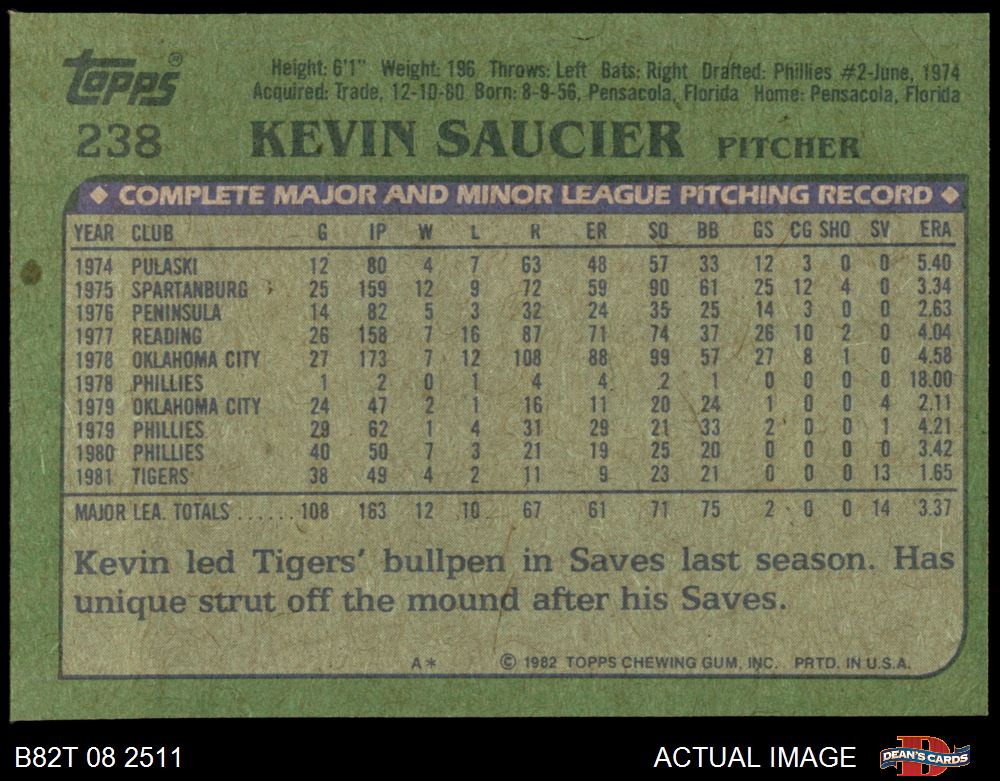 Topps®
Height: 6'1" Weight: 196 Throws: Left Bats: Right Drafted: Phillies #2-June, 1974
Acquired: Trade, 12-10-80 Born: 8-9-56, Pensacola, Florida Home: Pensacola, Florida
238 KEVIN SAUCIER PITCHER
◆ COMPLETE MAJOR AND MINOR LEAGUE PITCHING RECORD ◆
YEAR CLUB G IP W L R ER SO BB GS CG SHO SV ERA
1974 PULASKI 12 80 4 7 63 48 57 33 12 3 0 0 5.40
1975 SPARTANBURG 25 159 12 9 72 59 90 61 25 12 4 0 3.34
1976 PENINSULA 14 82 5 3 32 24 35 25 14 3 0 0 2.63
1977 READING 26 158 7 16 87 71 74 37 26 10 2 0 4.04
1978 OKLAHOMA CITY 27 173 7 12 108 88 99 57 27 8 1 0 4.58
1978 PHILLIES 1 2 0 1 4 4 2 1 0 0 0 0 18.00
1979 OKLAHOMA CITY 24 47 2 1 16 11 20 24 1 0 0 4 2.11
1979 PHILLIES 29 62 1 4 31 29 21 33 2 0 0 1 4.21
1980 PHILLIES 40 50 7 3 21 19 25 20 0 0 0 0 3.42
1981 TIGERS 38 49 4 2 11 9 23 21 0 0 0 13 1.65
MAJOR LEA. TOTALS ...... 108 163 12 10 67 61 71 75 2 0 0 14 3.37
Kevin led Tigers' bullpen in Saves last season. Has
unique strut off the mound after his Saves.
A* © 1982 TOPPS CHEWING GUM, INC. PRTD. IN U.S.A.
B82T 08 2511 ACTUAL IMAGE DEAN'S CARDS